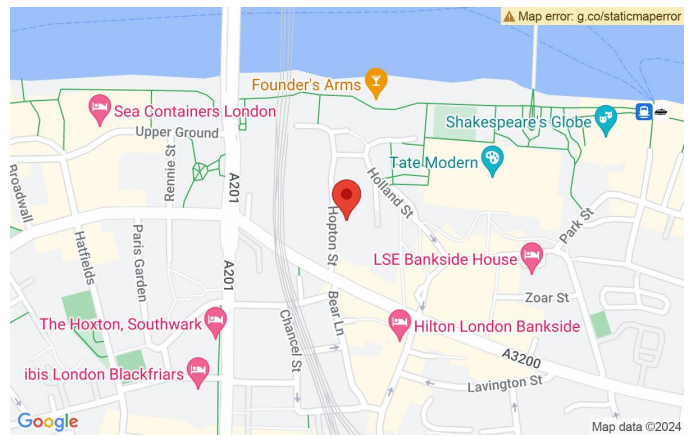 Map error: g.co/staticmaperror
Founder's Arms
Sea Containers London
Upper Ground
Shakespeare's Globe
Rennie St
A201
Tate Modern
Holland St
Broadwall
Hopton St
Park St
Hatfields
Paris Garden
A201
LSE Bankside House
Zoar St
Bear Ln
The Hoxton, Southwark
Chancel St
Hilton London Bankside
A3200
ibis London Blackfriars
Lavington St
Google
Map data ©2024